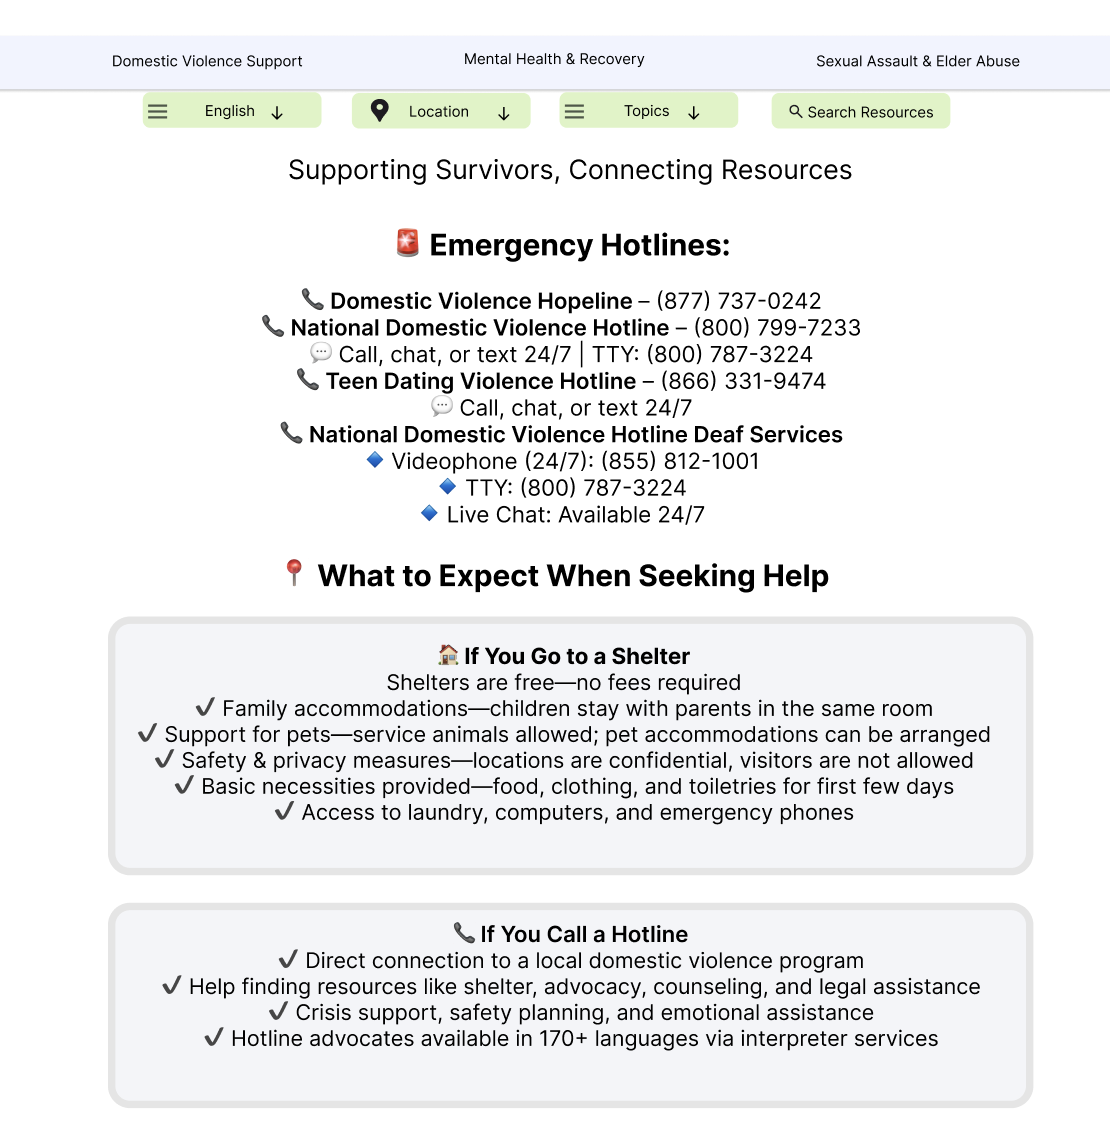 Domestic Violence Support
Mental Health & Recovery
Sexual Assault & Elder Abuse
English ↓
Location ↓
Topics ↓
Search Resources
Supporting Survivors, Connecting Resources
🚨 Emergency Hotlines:
📞 Domestic Violence Hopeline – (877) 737-0242
📞 National Domestic Violence Hotline – (800) 799-7233
💬 Call, chat, or text 24/7 | TTY: (800) 787-3224
📞 Teen Dating Violence Hotline – (866) 331-9474
💬 Call, chat, or text 24/7
📞 National Domestic Violence Hotline Deaf Services
🔹 Videophone (24/7): (855) 812-1001
🔹 TTY: (800) 787-3224
🔹 Live Chat: Available 24/7
📍 What to Expect When Seeking Help
🏠 If You Go to a Shelter
Shelters are free—no fees required
✔ Family accommodations—children stay with parents in the same room
✔ Support for pets—service animals allowed; pet accommodations can be arranged
✔ Safety & privacy measures—locations are confidential, visitors are not allowed
✔ Basic necessities provided—food, clothing, and toiletries for first few days
✔ Access to laundry, computers, and emergency phones
📞 If You Call a Hotline
✔ Direct connection to a local domestic violence program
✔ Help finding resources like shelter, advocacy, counseling, and legal assistance
✔ Crisis support, safety planning, and emotional assistance
✔ Hotline advocates available in 170+ languages via interpreter services